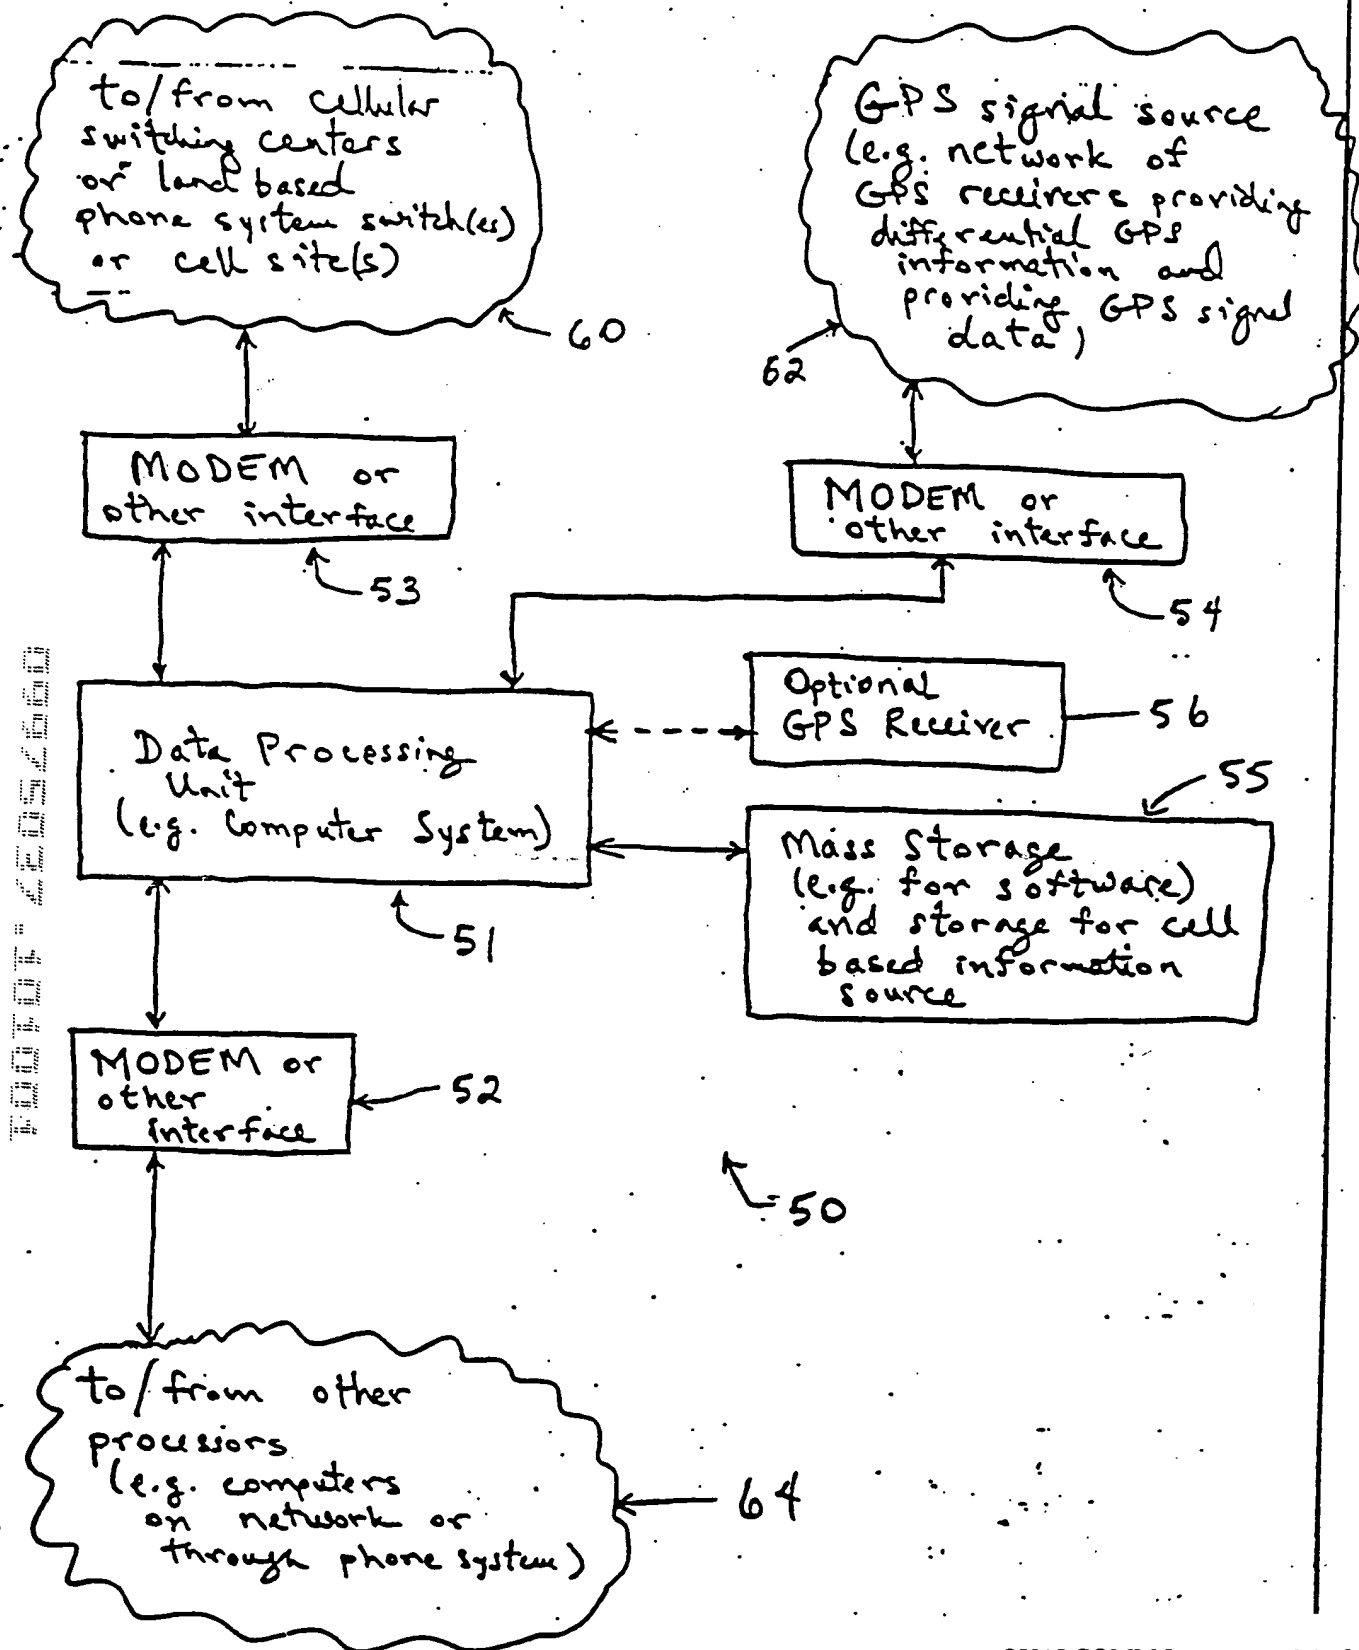 to/from cellular
switching centers
or land based
phone system switch(es)
or cell site(s)
60
GPS signal source
(e.g. network of
GPS receivers providing
differential GPS
information and
providing GPS signal
data)
62
MODEM or
other interface
53
MODEM or
other interface
54
Optional
GPS Receiver
56
Data Processing
Unit
(e.g. Computer System)
51
55
Mass Storage
(e.g. for software)
and storage for cell
based information
source
MODEM or
other
interface
52
50
to/from other
processors
(e.g. computers
on network or
through phone system)
64